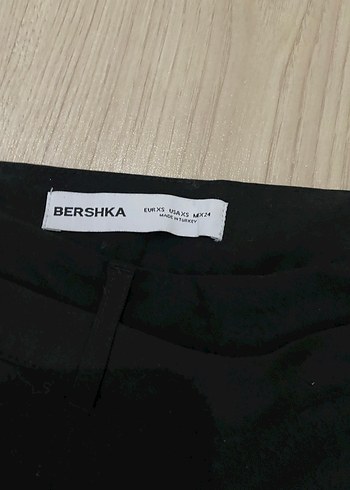 BERSHKA
EUR XS USA XS MEX 24
MADE IN TURKEY